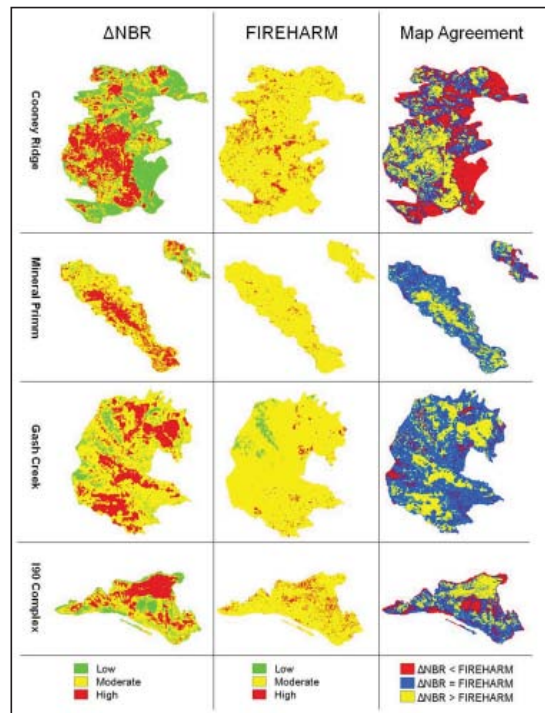 ΔNBR FIREHARM Map Agreement
Cooney Ridge
Mineral Primm
Gash Creek
I90 Complex
Low Low ΔNBR < FIREHARM
Moderate Moderate ΔNBR = FIREHARM
High High ΔNBR > FIREHARM